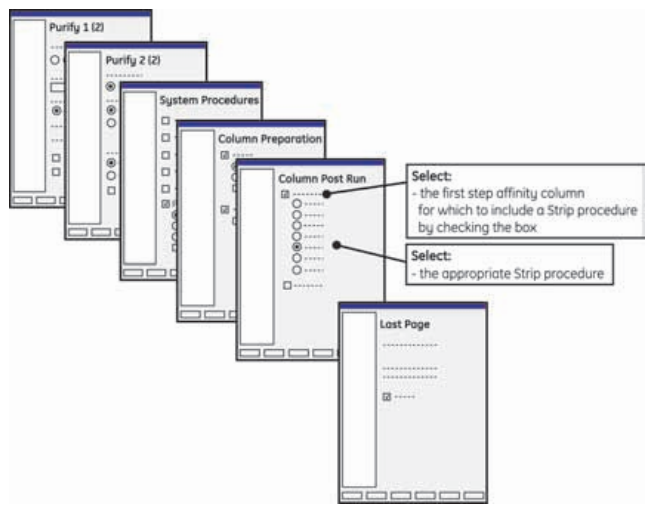 Purify 1 (2)
Purify 2 (2)
System Procedures
Column Preparation
Column Post Run
Select:
- the first step affinity column
for which to include a Strip procedure
by checking the box
Select:
- the appropriate Strip procedure
Last Page